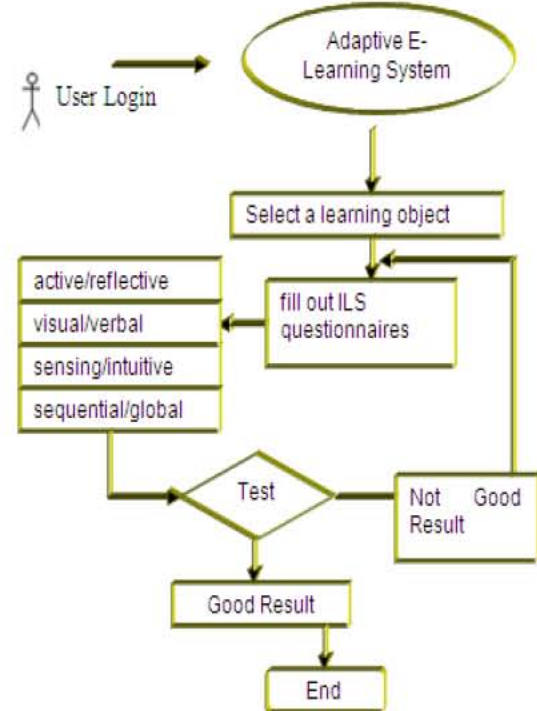 Adaptive E-
Learning System
User Login
Select a learning object
fill out ILS
questionnaires
active/reflective
visual/verbal
sensing/intuitive
sequential/global
Test
Not Good
Result
Good Result
End